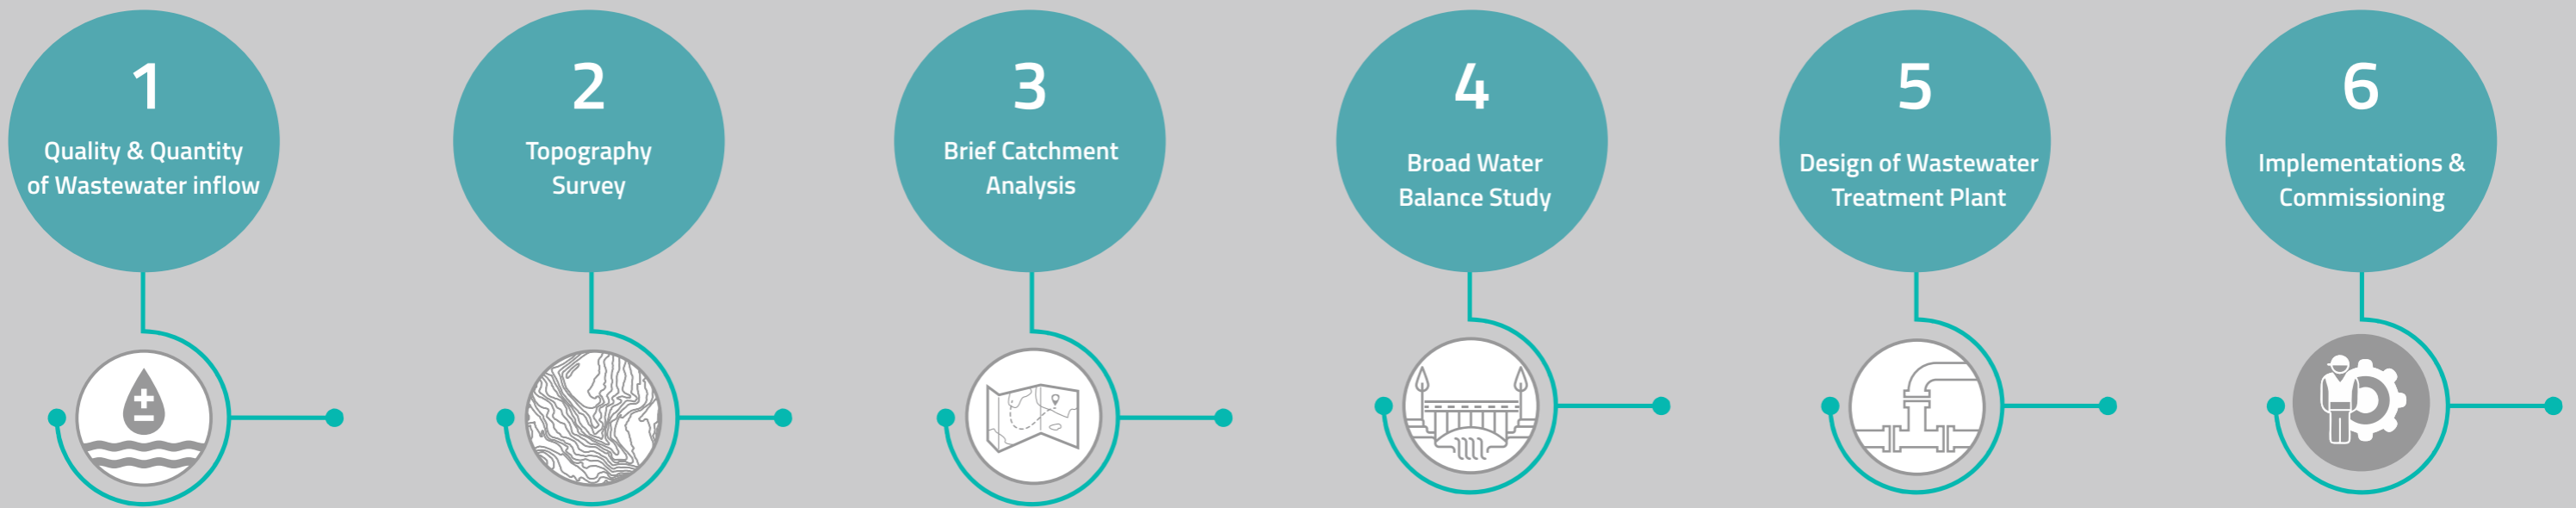 1
Quality & Quantity
of Wastewater inflow
2
Topography
Survey
3
Brief Catchment
Analysis
4
Broad Water
Balance Study
5
Design of Wastewater
Treatment Plant
6
Implementations &
Commissioning